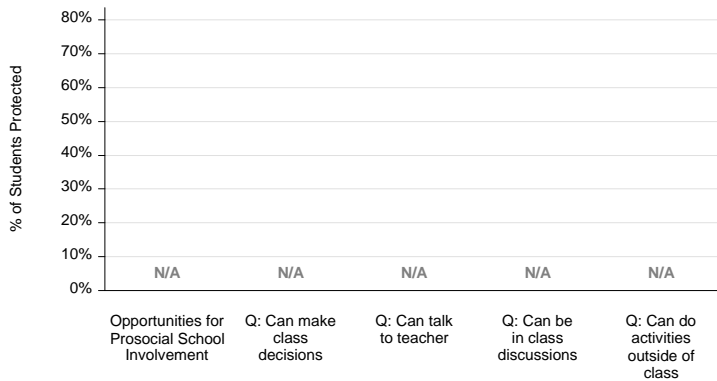 % of Students Protected
80%
70%
60%
50%
40%
30%
20%
10%
0%
N/A
N/A
N/A
N/A
N/A
Opportunities for
Prosocial School
Involvement
Q: Can make
class
decisions
Q: Can talk
to teacher
Q: Can be
in class
discussions
Q: Can do
activities
outside of
class